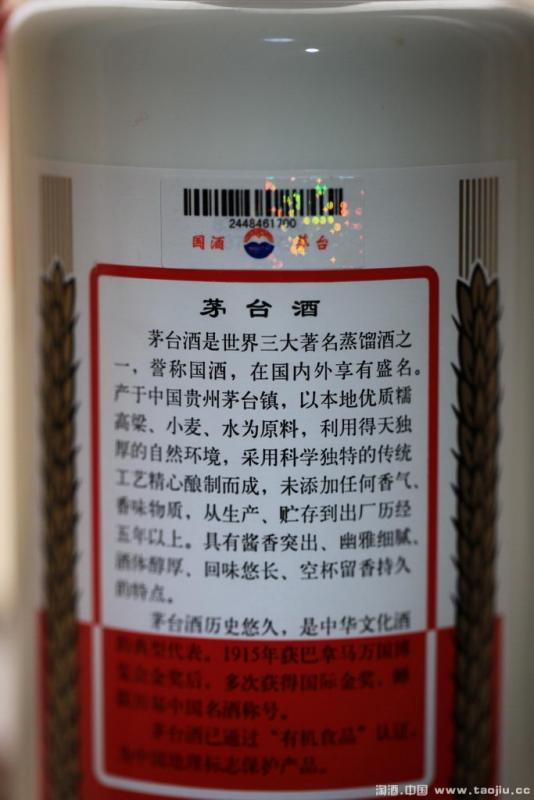 2448461700
国酒 茅台
茅台酒
茅台酒是世界三大著名蒸馏酒之
一，誉称国酒，在国内外享有盛名。
产于中国贵州茅台镇，以本地优质糯
高粱、小麦、水为原料，利用得天独
厚的自然环境，采用科学独特的传统
工艺精心酿制而成，未添加任何香气、
香味物质，从生产、贮存到出厂历经
五年以上。具有酱香突出、幽雅细腻、
酒体醇厚、回味悠长、空杯留香持久
的特点。
茅台酒历史悠久，是中华文化酒
的典型代表。1915年获巴拿马万国博
览会金奖后，多次获得国际金奖，蝉
联历届中国名酒称号。
茅台酒已通过“有机食品”认证，
为中国地理标志保护产品。
淘酒.中国 www.taojiu.cc